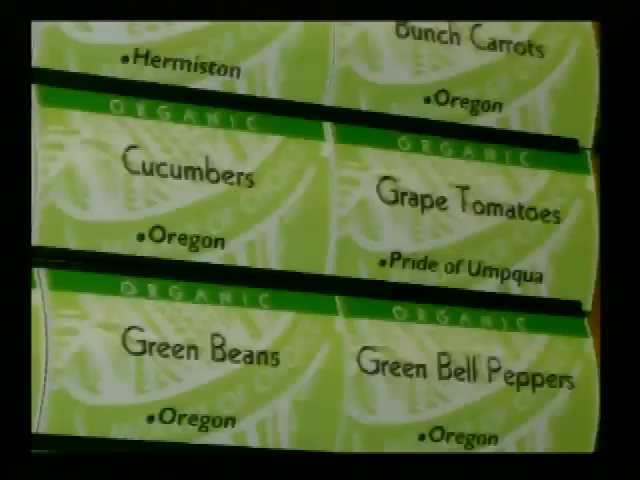 Bunch Carrots
Hermiston
Oregon
ORGANIC
ORGANIC
Cucumbers
Grape Tomatoes
Oregon
Pride of Umpqua
ORGANIC
ORGANIC
Green Beans
Green Bell Peppers
Oregon
Oregon